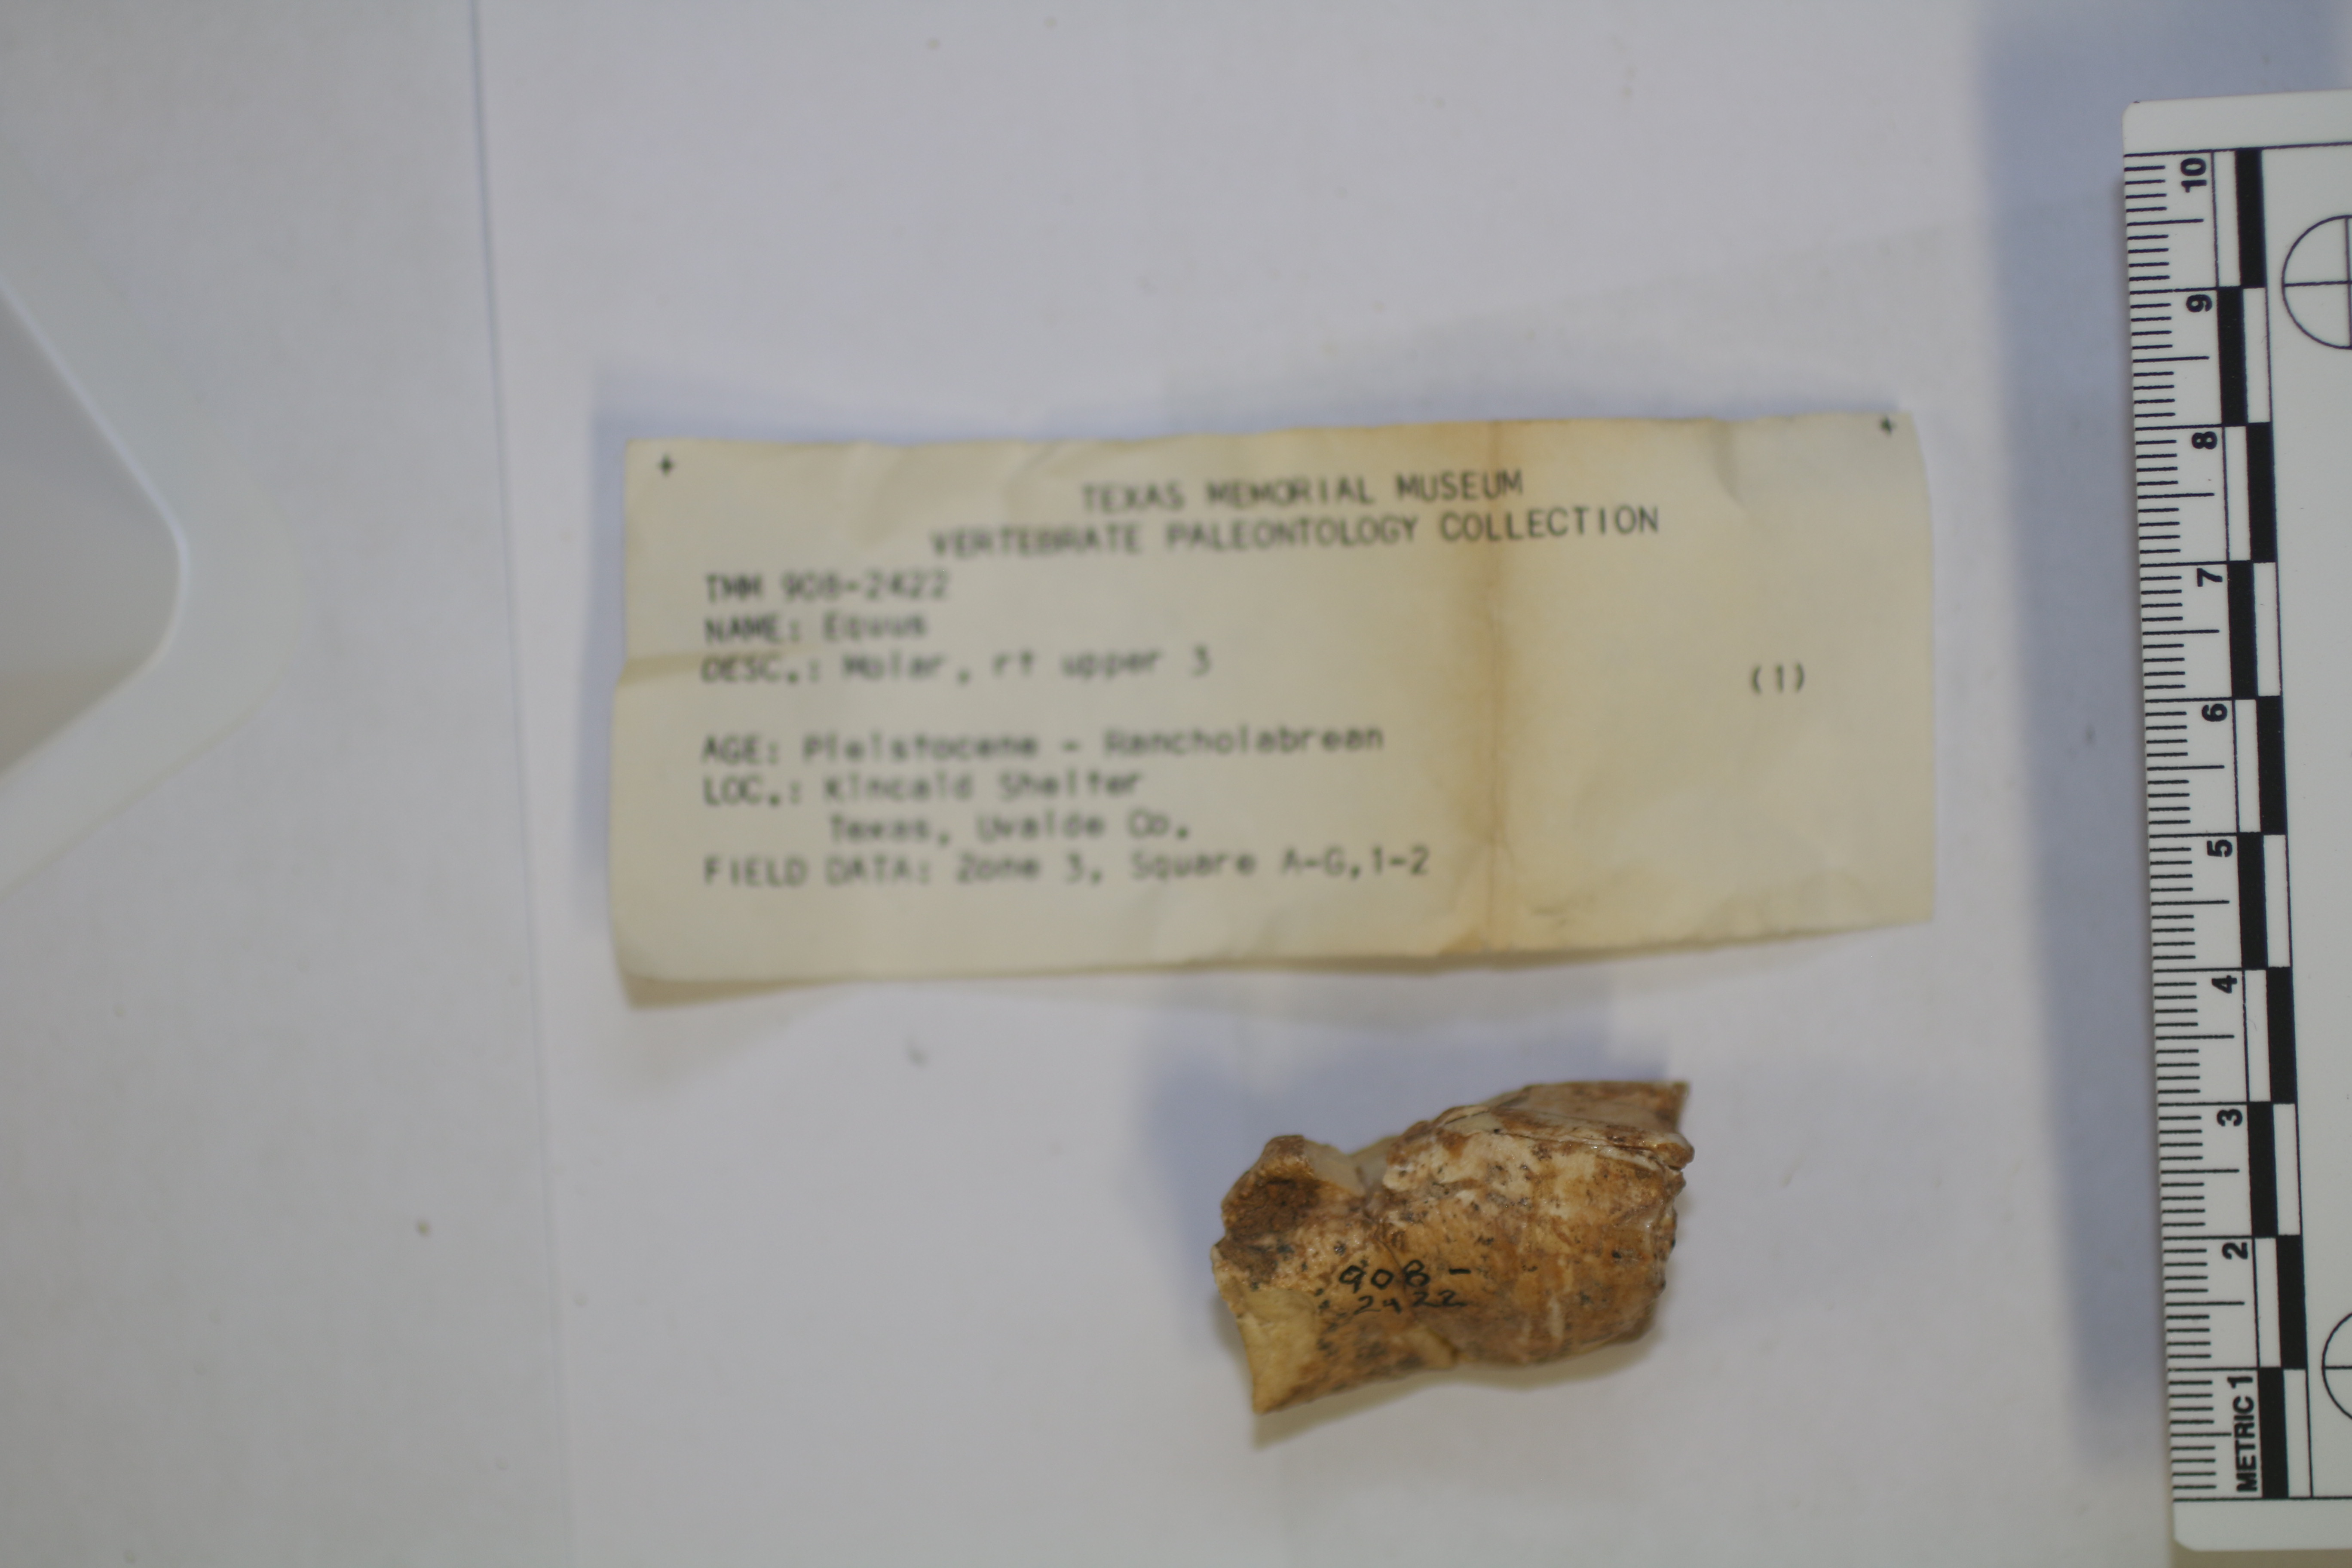 TEXAS MEMORIAL MUSEUM
VERTEBRATE PALEONTOLOGY COLLECTION
TMM 908-2422
NAME: Equus
DESC.: Molar, rt upper 3
(1)
AGE: Pleistocene - Rancholabrean
LOC.: Kincaid Shelter
Texas, Uvalde Co.
FIELD DATA: Zone 3, Square A-G,1-2
908-
2422
METRIC 1 2 3 4 5 6 7 8 9 10